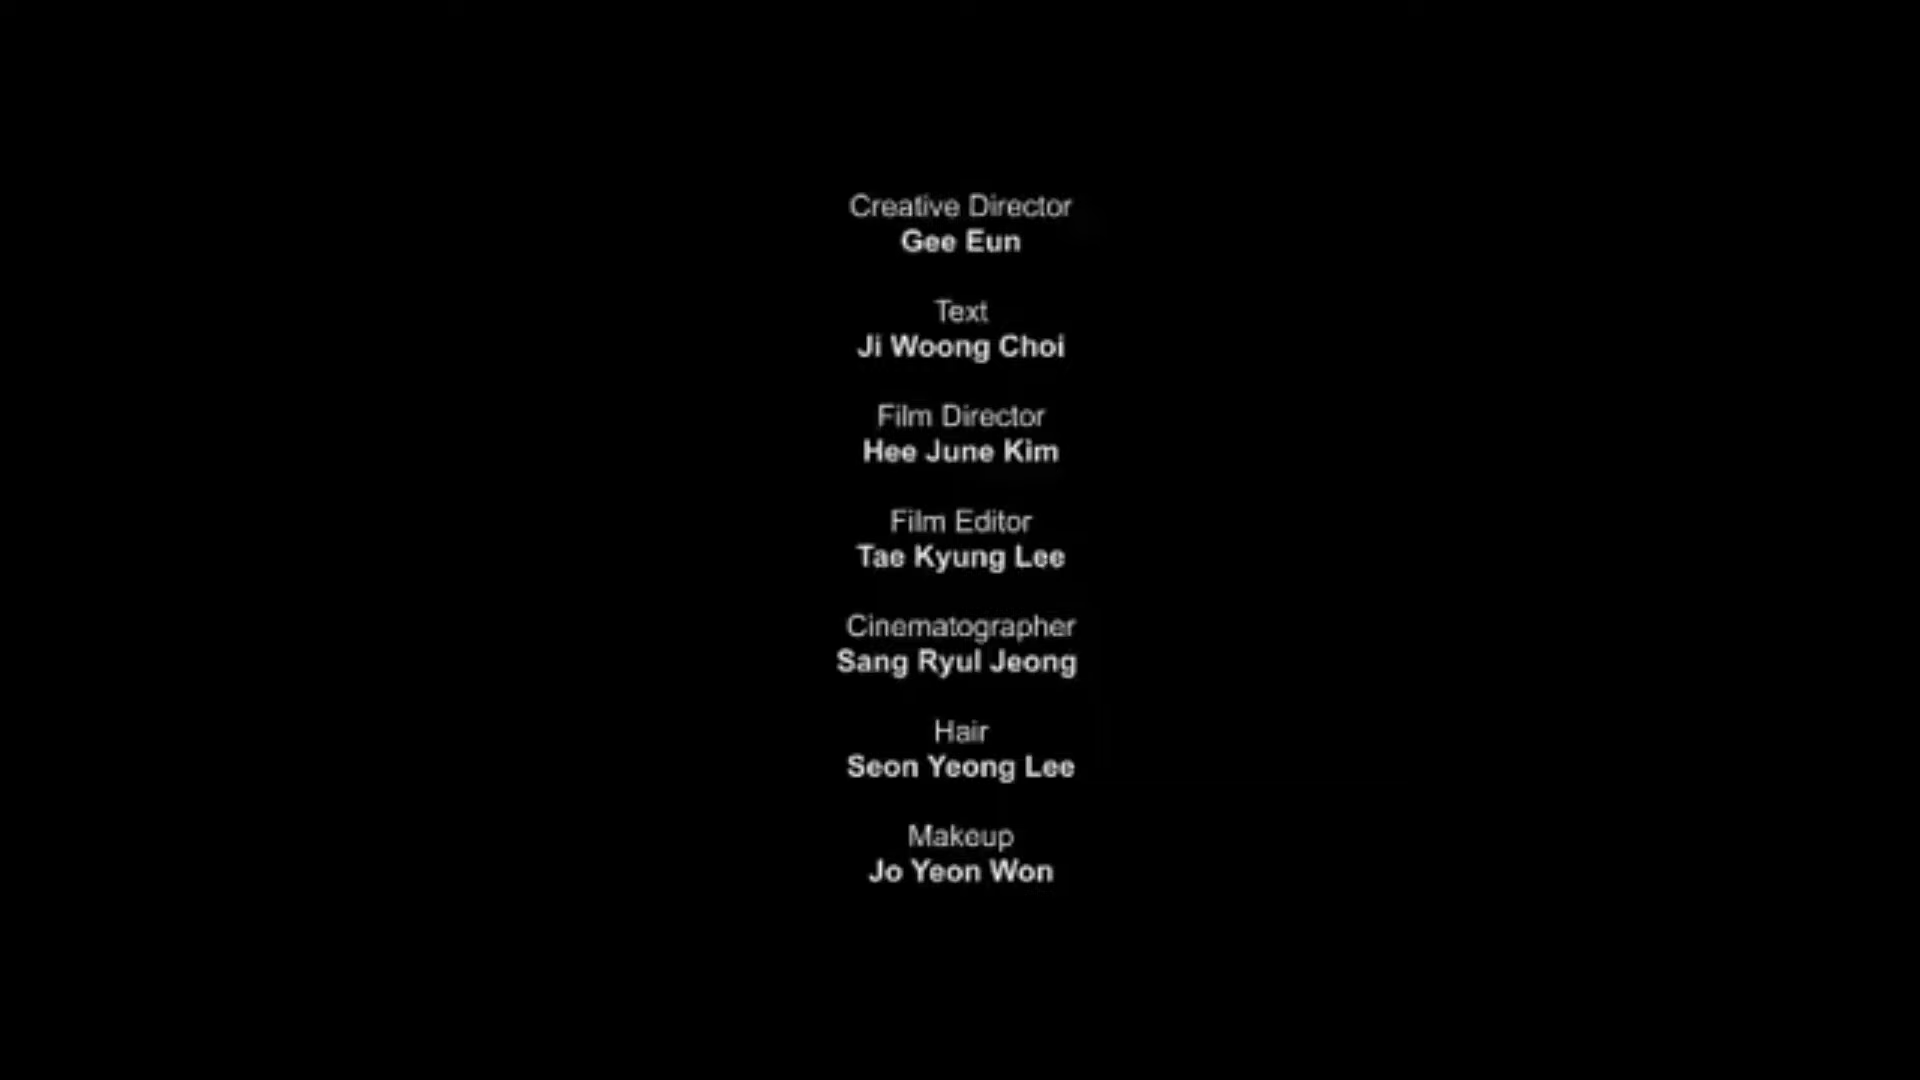 Creative Director
Gee Eun
Text
Ji Woong Choi
Film Director
Hee June Kim
Film Editor
Tae Kyung Lee
Cinematographer
Sang Ryul Jeong
Hair
Seon Yeong Lee
Makeup
Jo Yeon Won